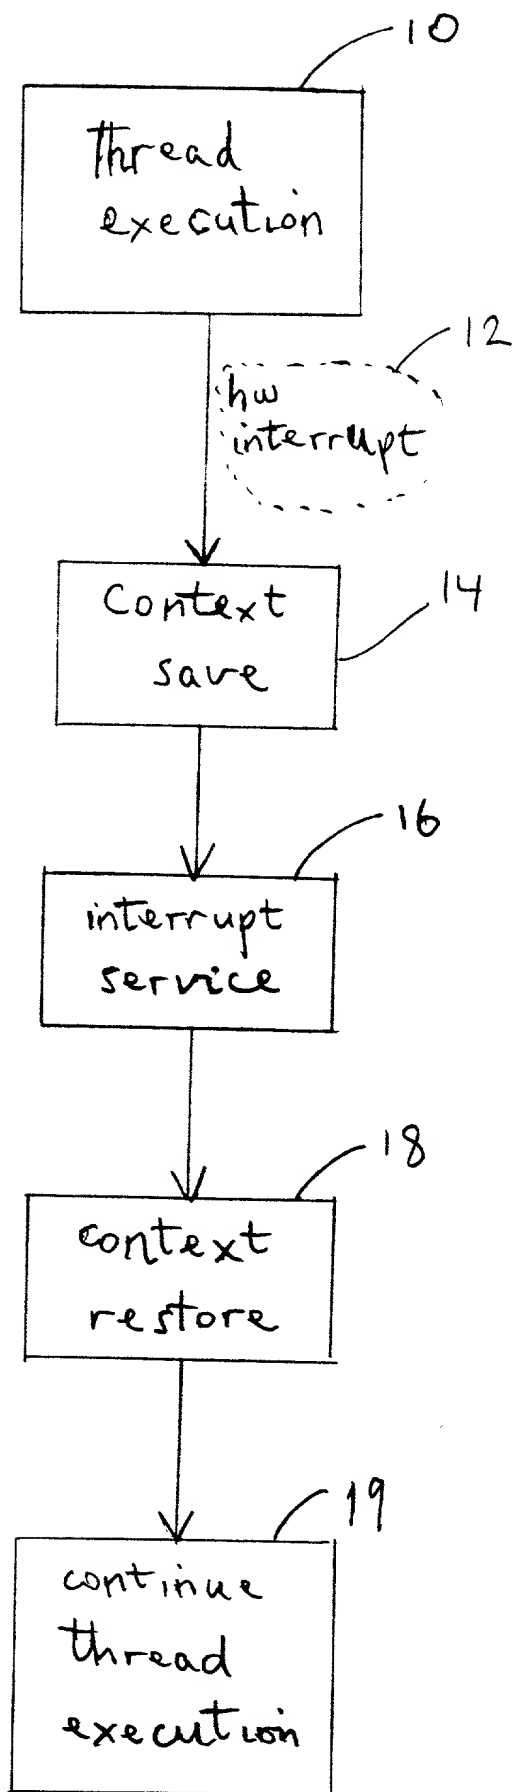 10
Thread
execution
12
hw
interrupt
Context
14
save
16
interrupt
service
18
context
restore
19
continue
thread
execution